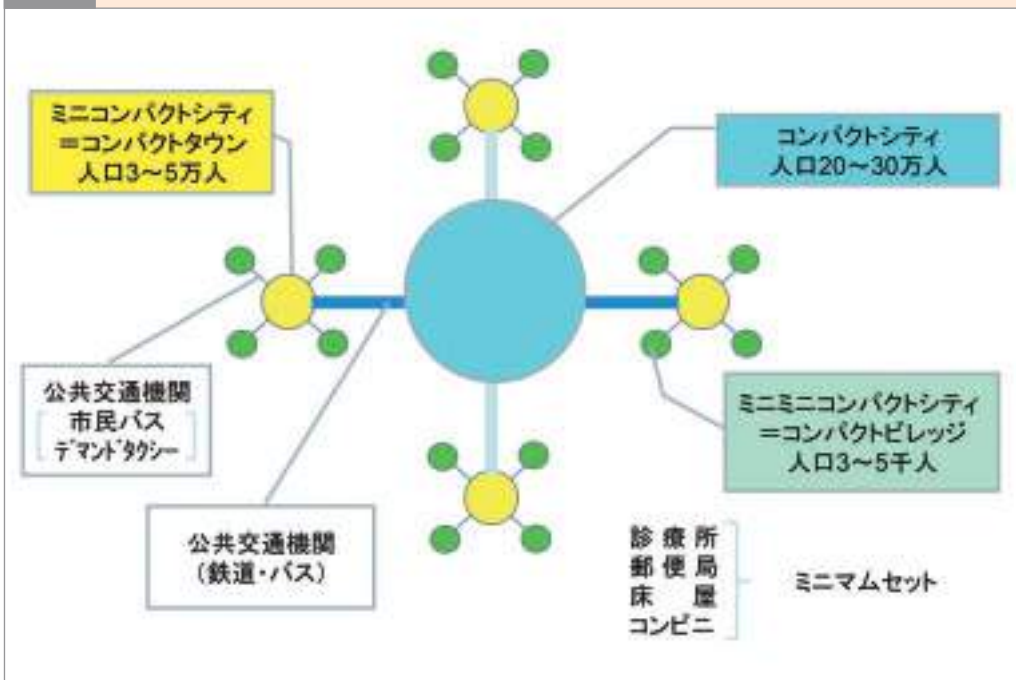 ミニコンパクトシティ
＝コンパクトタウン
人口3～5万人
コンパクトシティ
人口20～30万人
公共交通機関
市民バス
デマンドタクシー
公共交通機関
（鉄道・バス）
ミニミニコンパクトシティ
＝コンパクトビレッジ
人口3～5千人
診療所
郵便局
床屋
コンビニ
ミニマムセット